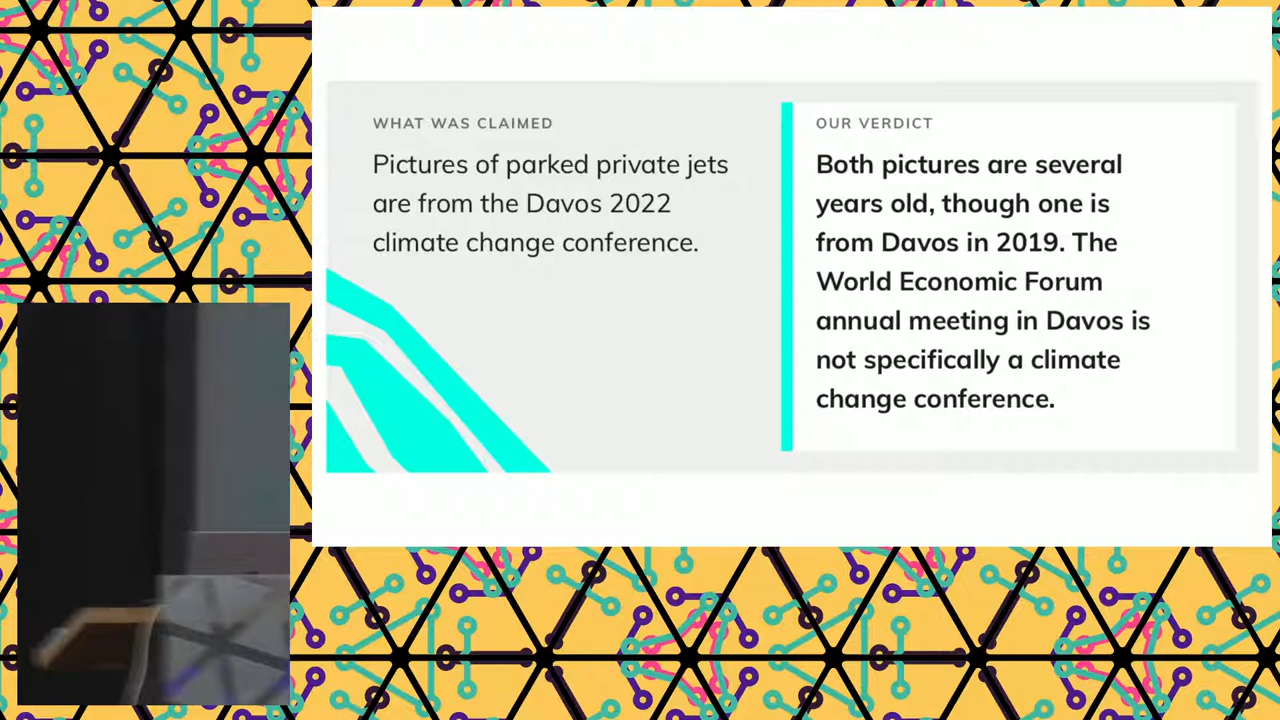 WHAT WAS CLAIMED
Pictures of parked private jets
are from the Davos 2022
climate change conference.
OUR VERDICT
Both pictures are several
years old, though one is
from Davos in 2019. The
World Economic Forum
annual meeting in Davos is
not specifically a climate
change conference.